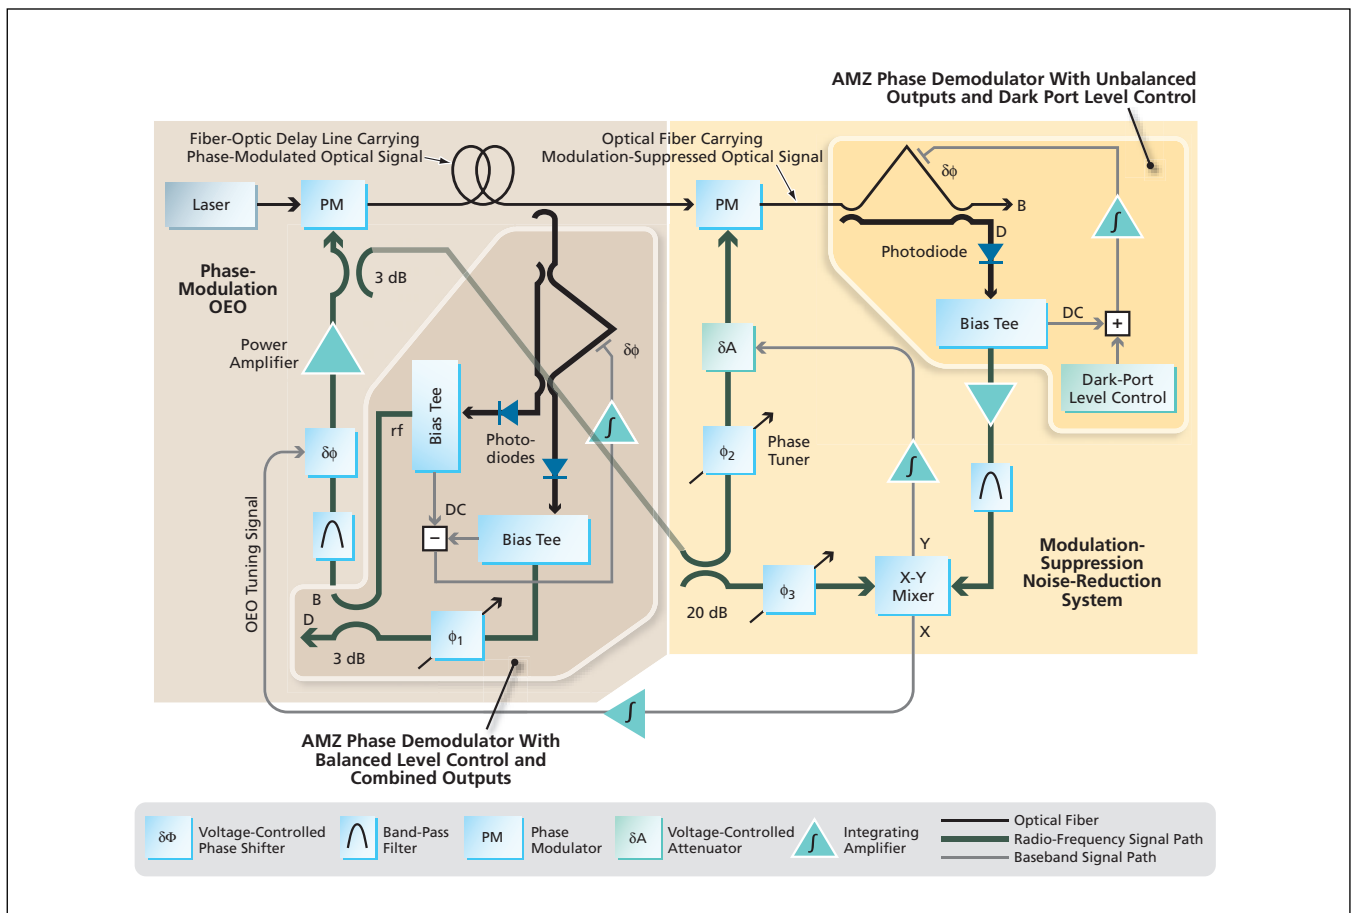 AMZ Phase Demodulator With Unbalanced
Outputs and Dark Port Level Control
Fiber-Optic Delay Line Carrying
Phase-Modulated Optical Signal
Optical Fiber Carrying
Modulation-Suppressed Optical Signal
Laser
PM
PM
δϕ
B
D
∫
Photodiode
Phase-
Modulation
OEO
3 dB
Bias Tee
DC
+
Power
Amplifier
δϕ
δA
Dark-Port
Level Control
Bias Tee
rf
Photo-
diodes
∫
δϕ
ϕ2
Phase
Tuner
∫
OEO Tuning Signal
DC
−
Bias Tee
Y
Modulation-
Suppression
Noise-Reduction
System
B
D
3 dB
ϕ1
20 dB
ϕ3
X-Y
Mixer
X
∫
AMZ Phase Demodulator With
Balanced Level Control and
Combined Outputs
δΦ
Voltage-Controlled
Phase Shifter
Band-Pass
Filter
PM
Phase
Modulator
δA
Voltage-Controlled
Attenuator
∫
Integrating
Amplifier
Optical Fiber
Radio-Frequency Signal Path
Baseband Signal Path